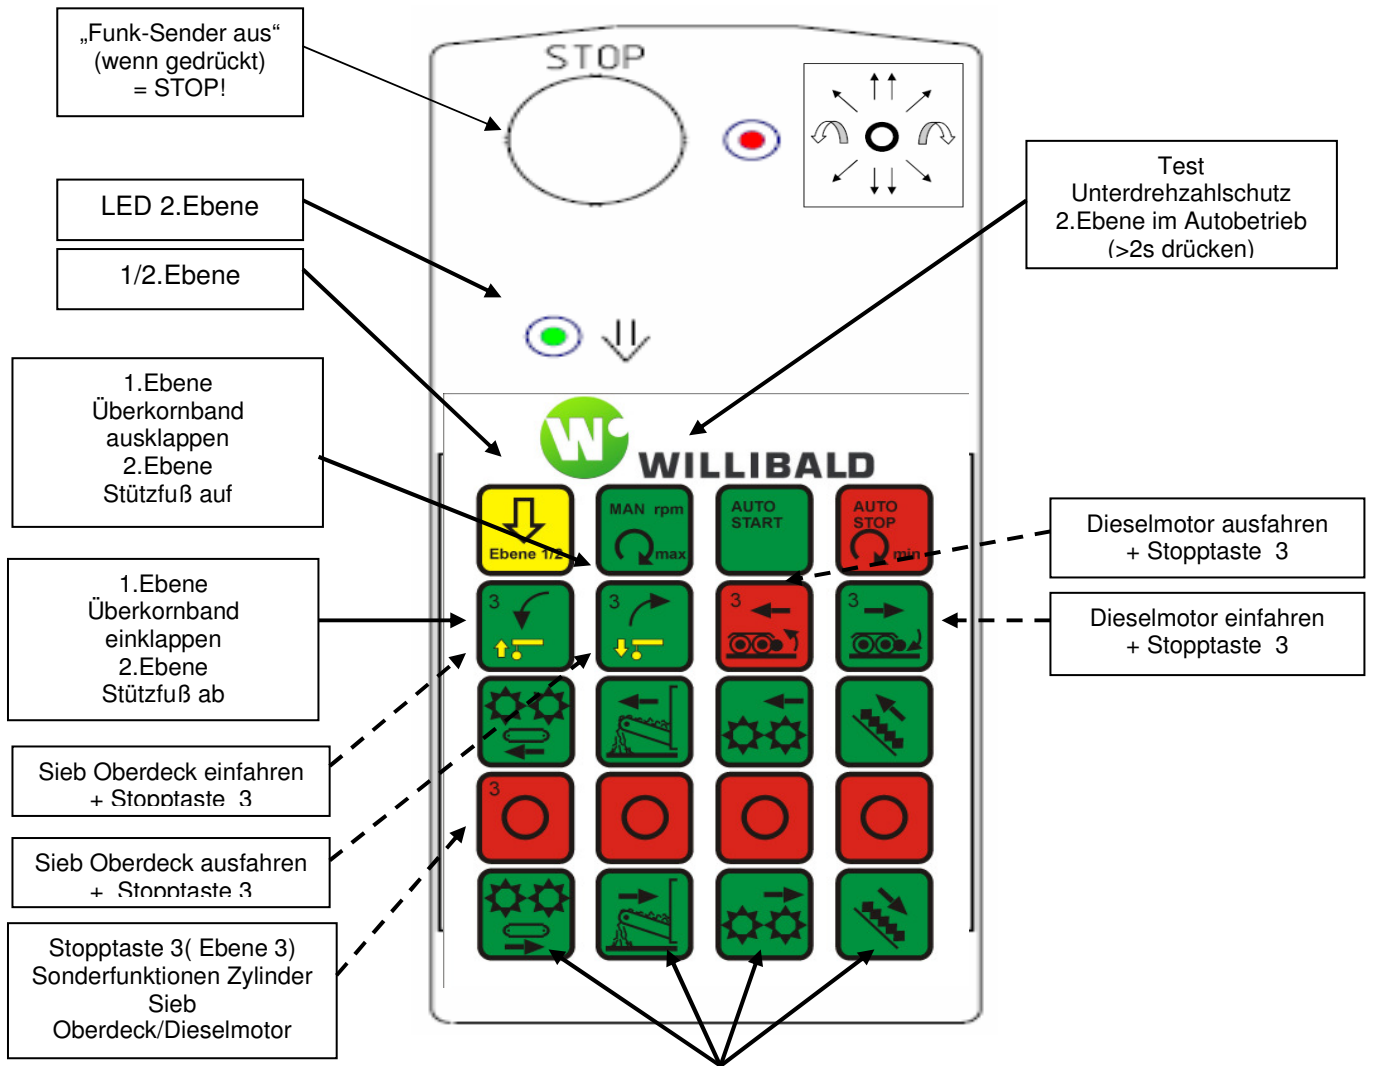 „Funk-Sender aus“
(wenn gedrückt)
= STOP!
STOP
LED 2.Ebene
1/2.Ebene
Test
Unterdrehzahlschutz
2.Ebene im Autobetrieb
(>2s drücken)
1.Ebene
Überkornband
ausklappen
2.Ebene
Stützfuß auf
W
WILLIBALD
Ebene 1/2
MAN rpm
max
AUTO
START
AUTO
STOP
min
Dieselmotor ausfahren
+ Stopptaste 3
1.Ebene
Überkornband
einklappen
2.Ebene
Stützfuß ab
3
3
3
3
Dieselmotor einfahren
+ Stopptaste 3
Sieb Oberdeck einfahren
+ Stopptaste 3
3
Sieb Oberdeck ausfahren
+ Stopptaste 3
Stopptaste 3( Ebene 3)
Sonderfunktionen Zylinder
Sieb
Oberdeck/Dieselmotor